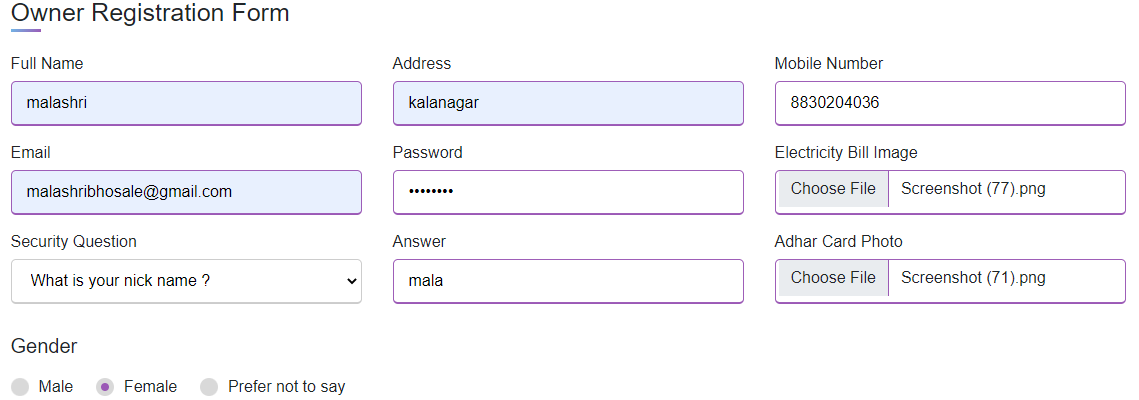 Owner Registration Form
Full Name Address Mobile Number
malashri kalanagar 8830204036
Email Password Electricity Bill Image
malashribhosale@gmail.com •••••••• Choose File Screenshot (77).png
Security Question Answer Adhar Card Photo
What is your nick name ? mala Choose File Screenshot (71).png
Gender
Male Female Prefer not to say